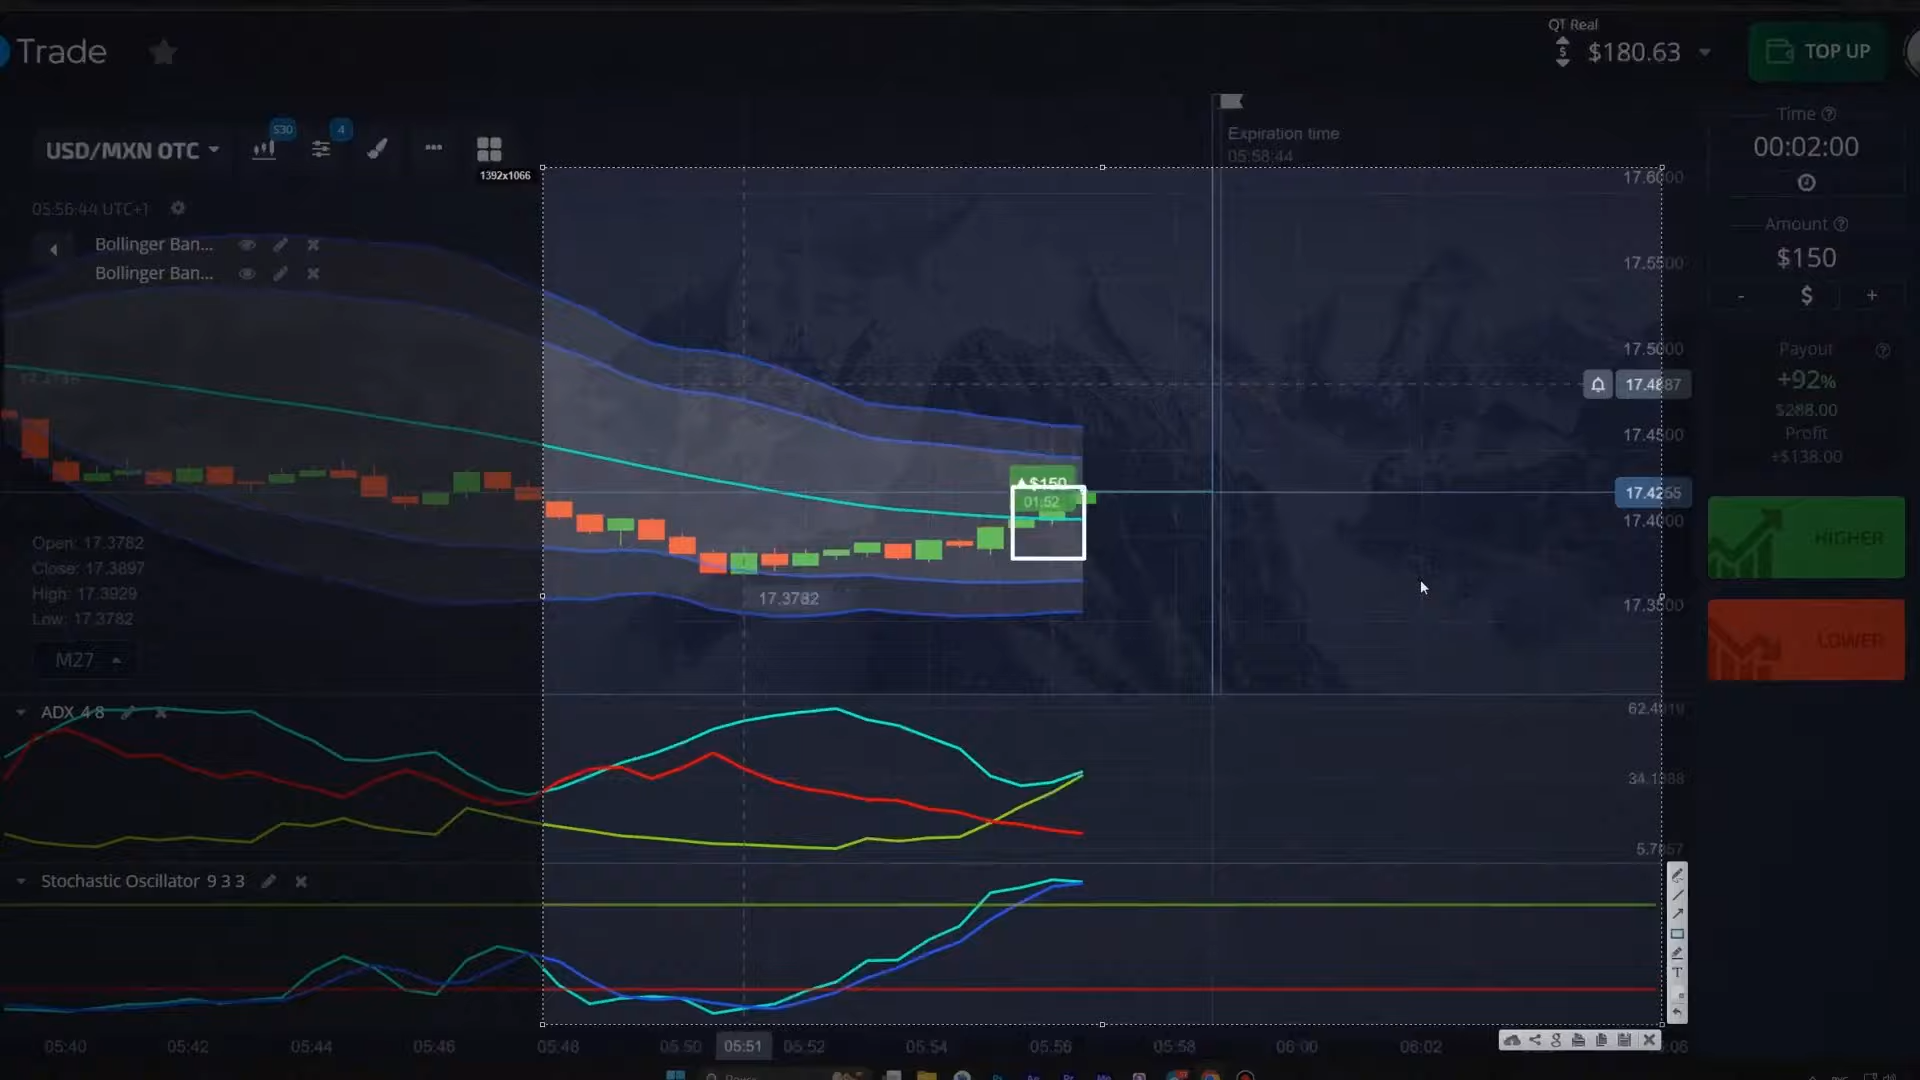 Trade
QT Real
$180.63
TOP UP
USD/MXN OTC
S30
4
1392x1066
Expiration time
05:58:44
Time
00:02:00
05:56:44 UTC+1
Bollinger Ban...
Bollinger Ban...
17.6000
17.5500
17.5000
17.4887
17.4500
17.4255
17.4000
17.3500
Amount
$150
- $ +
Payout
+92%
$288.00
Profit
+$138.00
HIGHER
LOWER
$150
01:52
17.3782
Open: 17.3782
Close: 17.3897
High: 17.3929
Low: 17.3782
M27
ADX 4 8
34.1388
Stochastic Oscillator 9 3 3
T
05:40
05:42
05:44
05:46
05:48
05:50
05:51
05:52
05:54
05:56
05:58
06:00
06:02